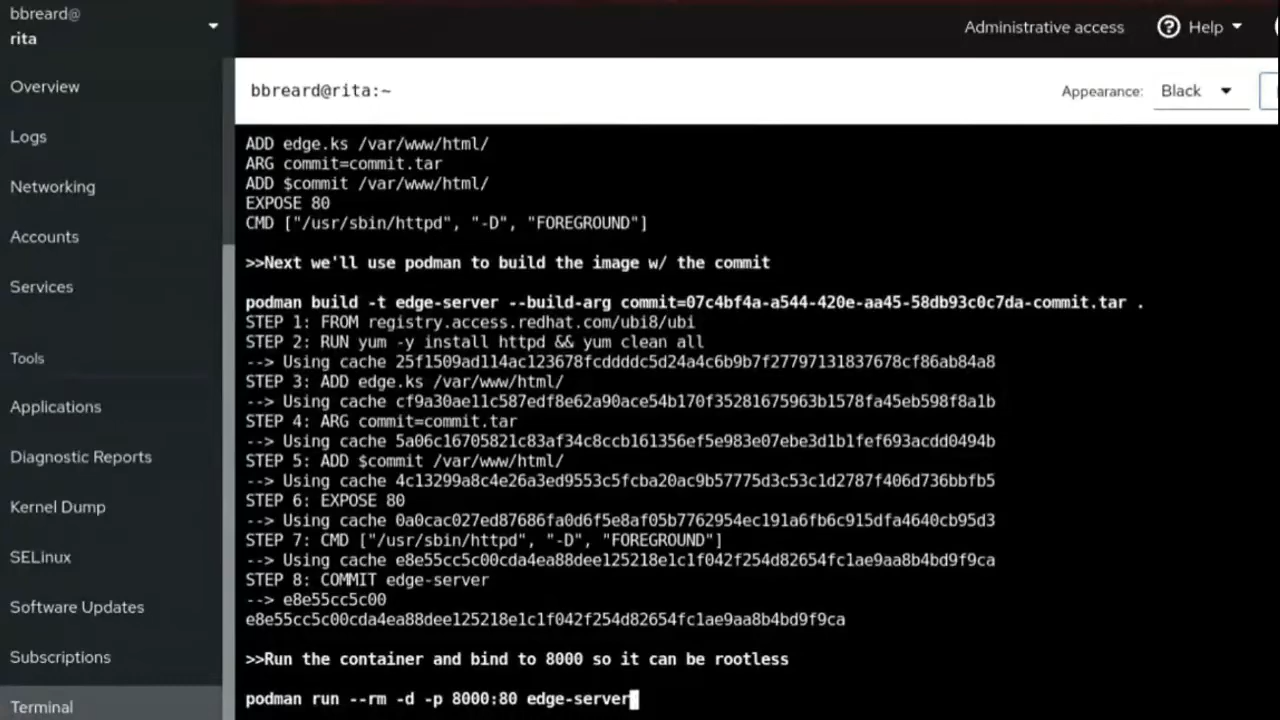 bbreard@
rita
Administrative access
Help
Overview
Logs
Networking
Accounts
Services
Tools
Applications
Diagnostic Reports
Kernel Dump
SELinux
Software Updates
Subscriptions
Terminal
bbreard@rita:~
Appearance:
Black
ADD edge.ks /var/www/html/
ARG commit=commit.tar
ADD $commit /var/www/html/
EXPOSE 80
CMD ["/usr/sbin/httpd", "-D", "FOREGROUND"]
>>Next we'll use podman to build the image w/ the commit
podman build -t edge-server --build-arg commit=07c4bf4a-a544-420e-aa45-58db93c0c7da-commit.tar .
STEP 1: FROM registry.access.redhat.com/ubi8/ubi
STEP 2: RUN yum -y install httpd && yum clean all
--> Using cache 25f1509ad114ac123678fcddddc5d24a4c6b9b7f27797131837678cf86ab84a8
STEP 3: ADD edge.ks /var/www/html/
--> Using cache cf9a30ae11c587edf8e62a90ace54b170f35281675963b1578fa45eb598f8a1b
STEP 4: ARG commit=commit.tar
--> Using cache 5a06c16705821c83af34c8ccb161356ef5e983e07ebe3d1b1fef693acdd0494b
STEP 5: ADD $commit /var/www/html/
--> Using cache 4c13299a8c4e26a3ed9553c5fcba20ac9b57775d3c53c1d2787f406d736bbfb5
STEP 6: EXPOSE 80
--> Using cache 0a0cac027ed87686fa0d6f5e8af05b7762954ec191a6fb6c915dfa4640cb95d3
STEP 7: CMD ["/usr/sbin/httpd", "-D", "FOREGROUND"]
--> Using cache e8e55cc5c00cda4ea88dee125218e1c1f042f254d82654fc1ae9aa8b4bd9f9ca
STEP 8: COMMIT edge-server
--> e8e55cc5c00
e8e55cc5c00cda4ea88dee125218e1c1f042f254d82654fc1ae9aa8b4bd9f9ca
>>Run the container and bind to 8000 so it can be rootless
podman run --rm -d -p 8000:80 edge-server